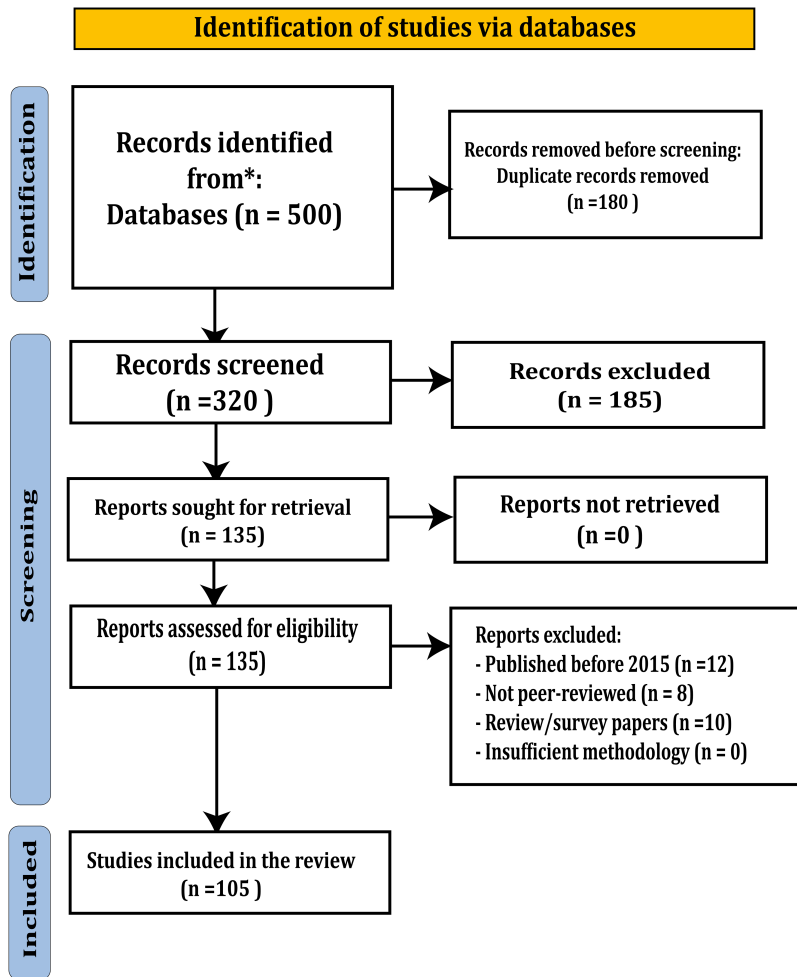 Identification of studies via databases
Identification
Records identified
from*:
Databases (n = 500)
Records removed before screening:
Duplicate records removed
(n =180 )
Screening
Records screened
(n =320 )
Records excluded
(n = 185)
Reports sought for retrieval
(n = 135)
Reports not retrieved
(n =0 )
Reports assessed for eligibility
(n = 135)
Reports excluded:
- Published before 2015 (n =12)
- Not peer-reviewed (n = 8)
- Review/survey papers (n =10)
- Insufficient methodology (n = 0)
Included
Studies included in the review
(n =105 )